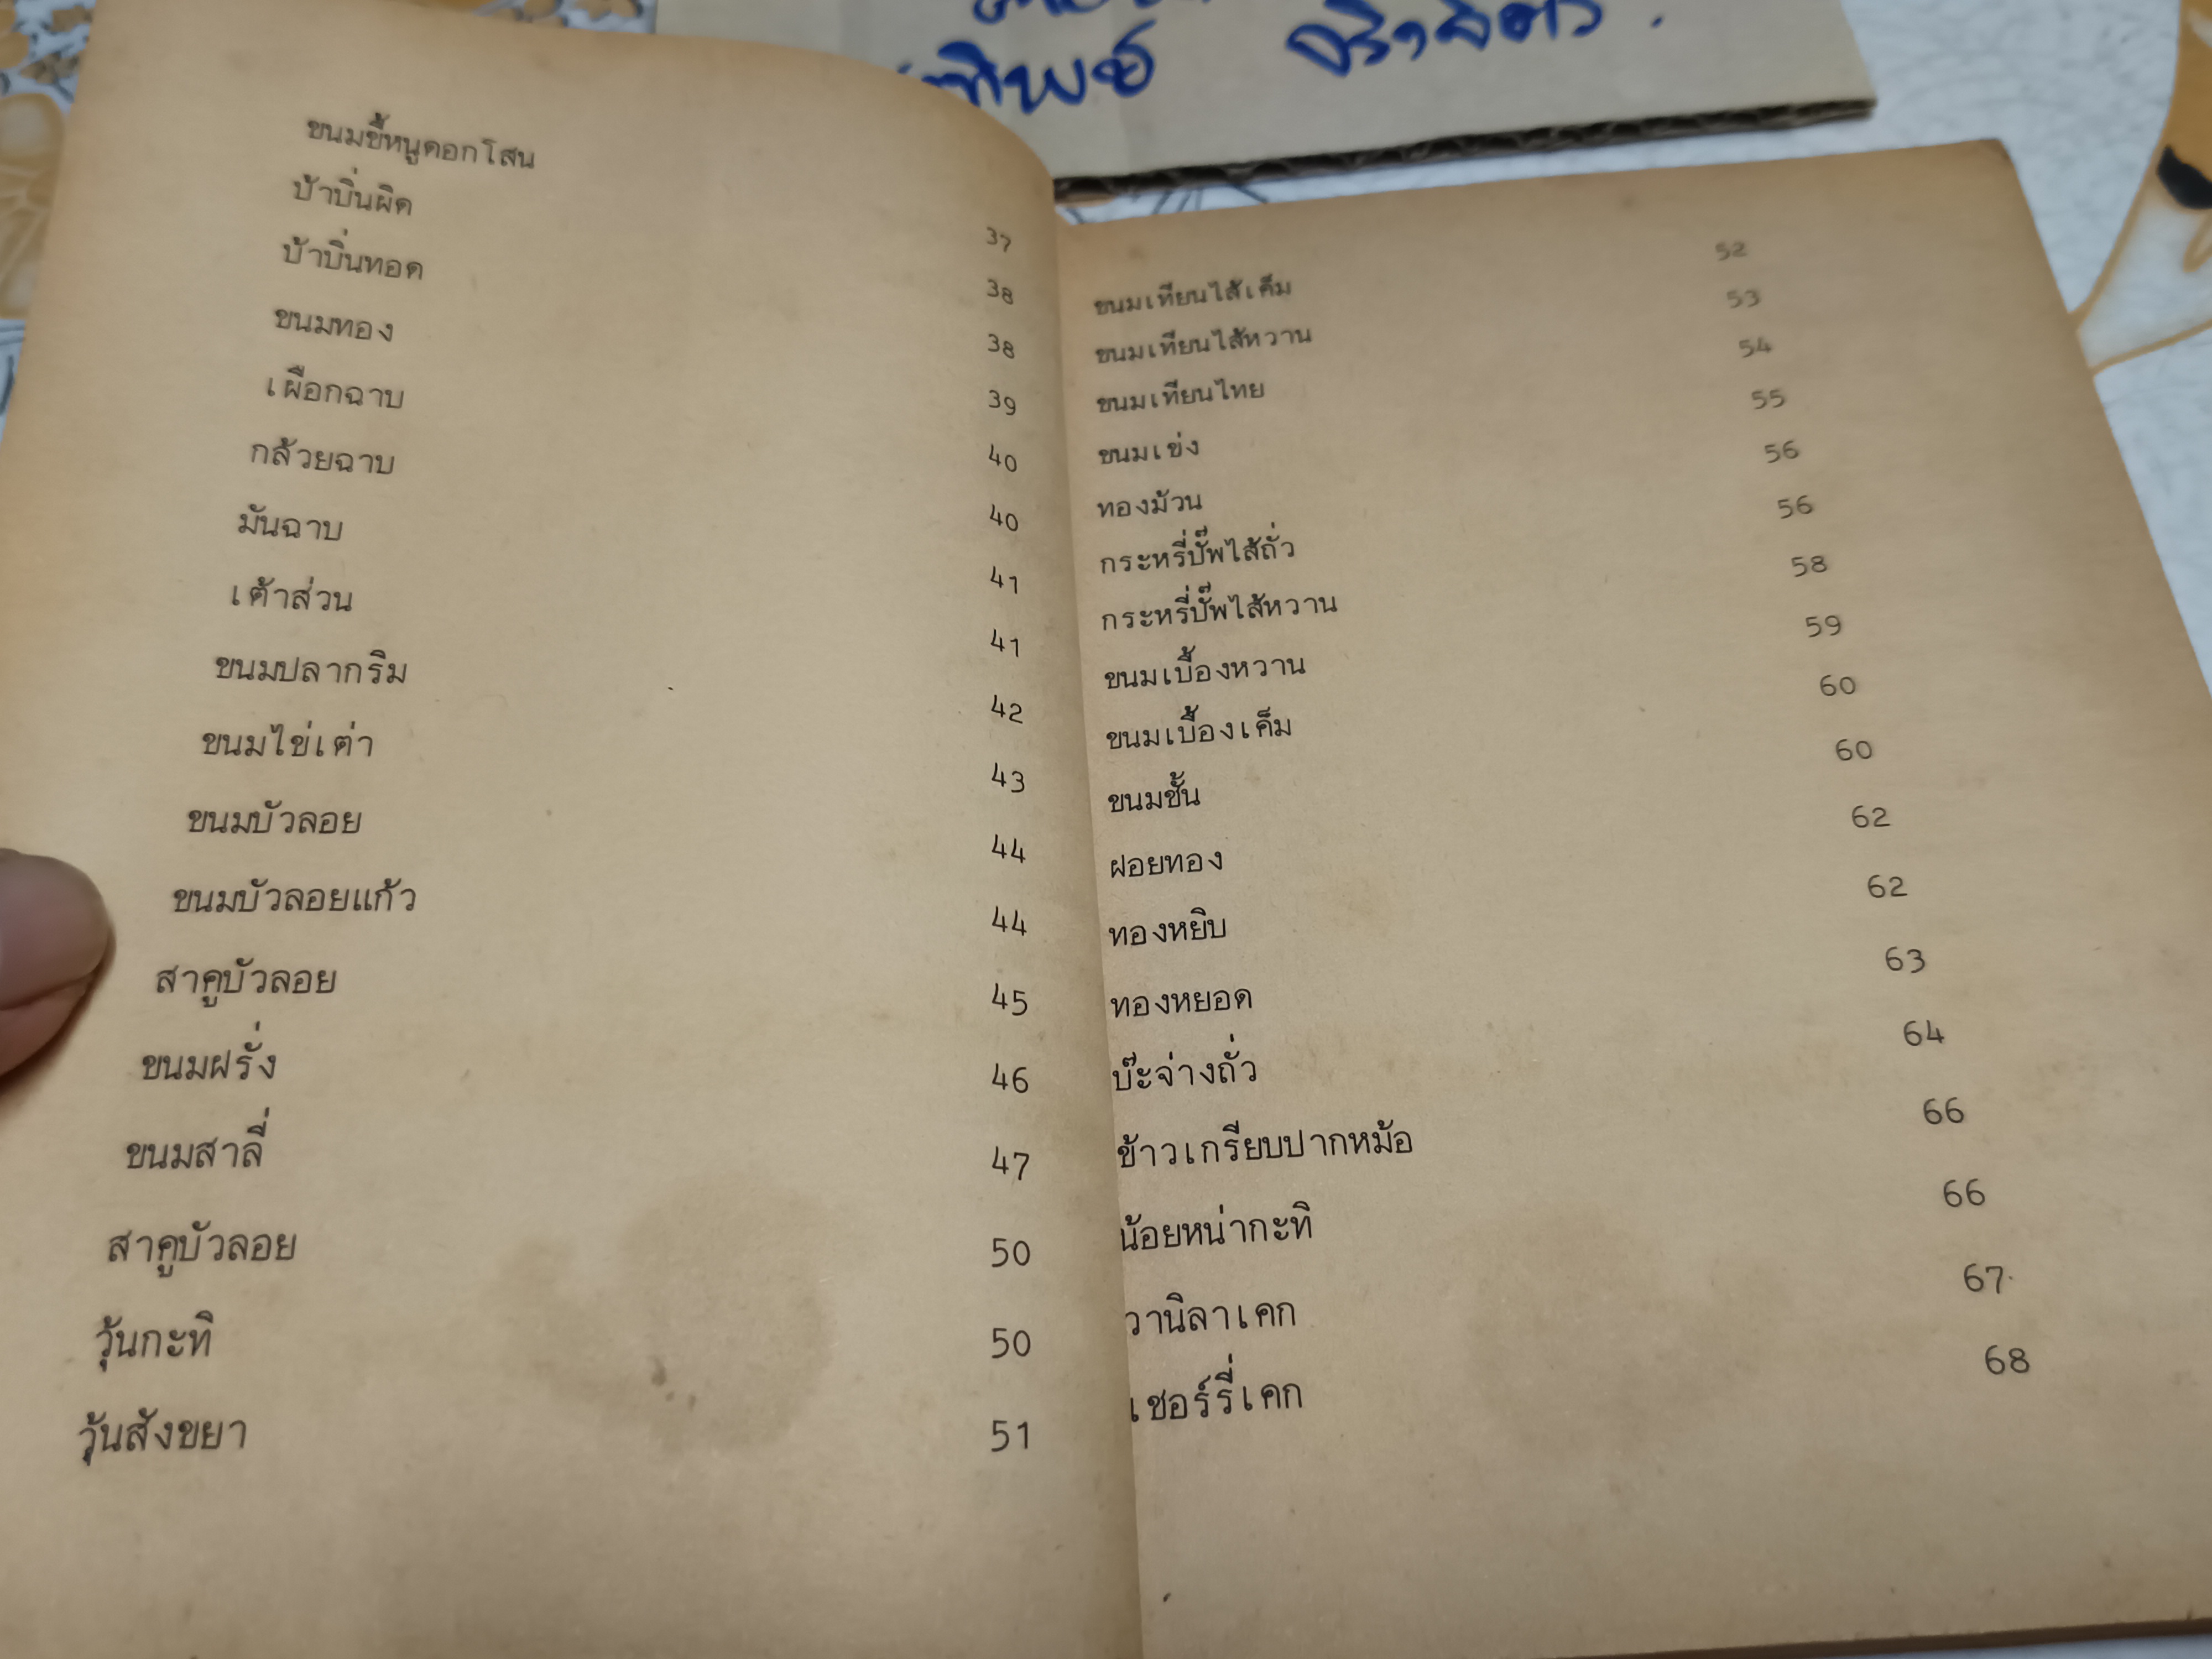 ขนมขี้หนูดอกโสน 37
บ้าบิ่นผิด 38
บ้าบิ่นทอด 38
ขนมทอง 39
เผือกฉาบ 40
กล้วยฉาบ 40
มันฉาบ 41
เต้าส่วน 41
ขนมปลากริม 42
ขนมไข่เต่า 43
ขนมบัวลอย 44
ขนมบัวลอยแก้ว 44
สาคูบัวลอย 45
ขนมฝรั่ง 46
ขนมสาลี่ 47
สาคูบัวลอย 50
วุ้นกะทิ 50
วุ้นสังขยา 51
ขนมเทียนไส้เค็ม 52
ขนมเทียนไส้หวาน 53
ขนมเทียนไทย 54
ขนมเข่ง 55
ทองม้วน 56
กระหรี่ปั๊พไส้ถั่ว 56
กระหรี่ปั๊พไส้หวาน 58
ขนมเบื้องหวาน 59
ขนมเบื้องเค็ม 60
ขนมชั้น 60
ฝอยทอง 62
ทองหยิบ 62
ทองหยอด 63
บ๊ะจ่างถั่ว 64
ข้าวเกรียบปากหม้อ 66
น้อยหน่ากะทิ 66
วานิลาเคก 67
เชอร์รี่เคก 68